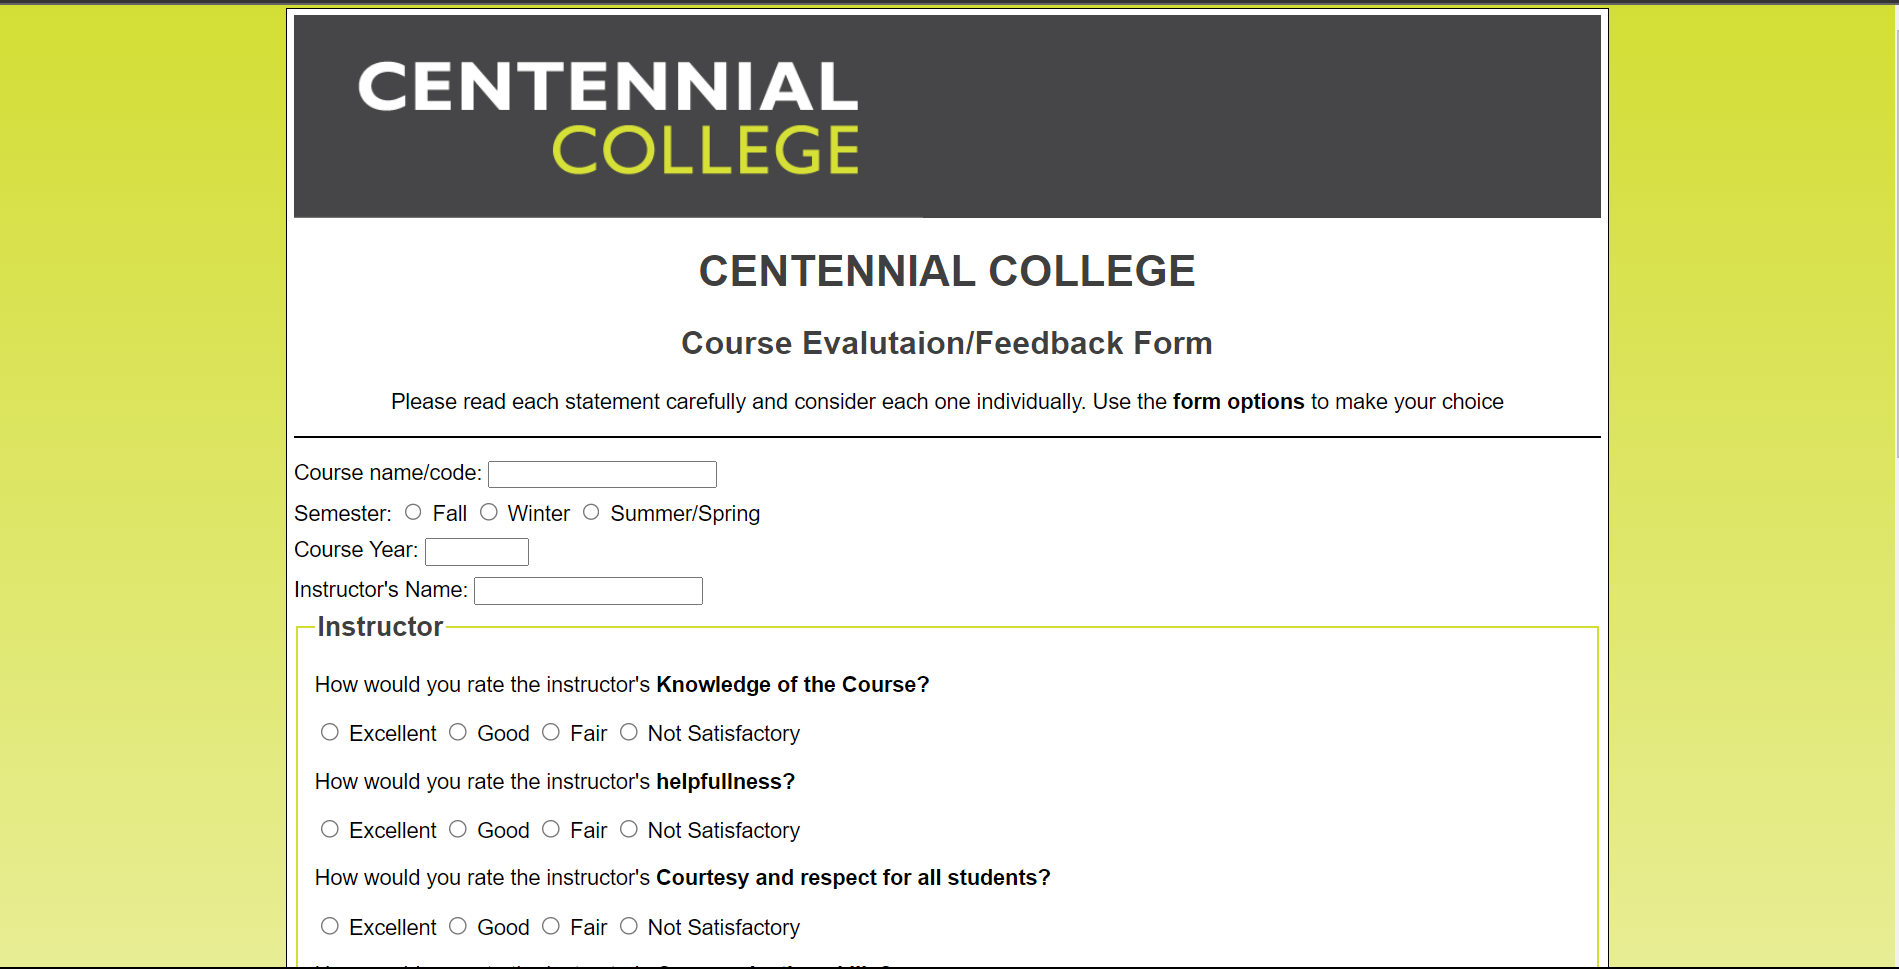 CENTENNIAL
COLLEGE
CENTENNIAL COLLEGE
Course Evalutaion/Feedback Form
Please read each statement carefully and consider each one individually. Use the form options to make your choice
Course name/code:
Semester: Fall Winter Summer/Spring
Course Year:
Instructor's Name:
Instructor
How would you rate the instructor's Knowledge of the Course?
Excellent Good Fair Not Satisfactory
How would you rate the instructor's helpfullness?
Excellent Good Fair Not Satisfactory
How would you rate the instructor's Courtesy and respect for all students?
Excellent Good Fair Not Satisfactory